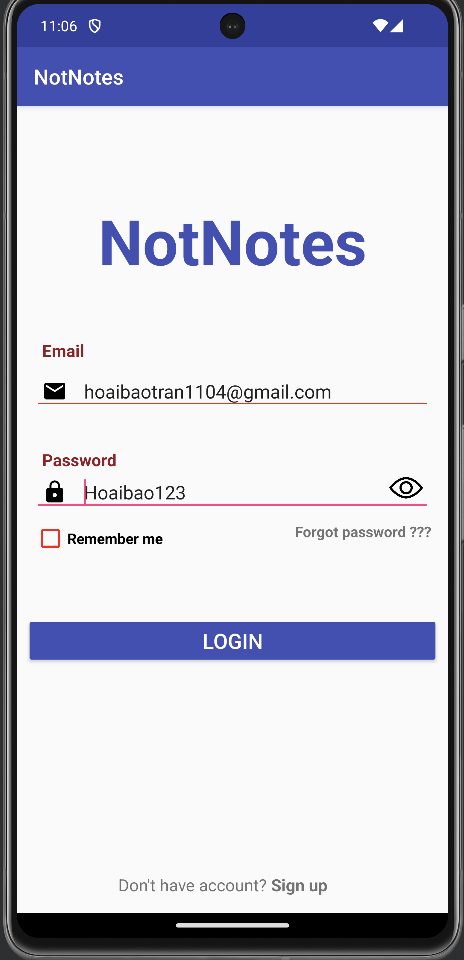 11:06
NotNotes
NotNotes
Email
hoaibaotran1104@gmail.com
Password
Hoaibao123
Remember me
Forgot password ???
LOGIN
Don't have account? Sign up